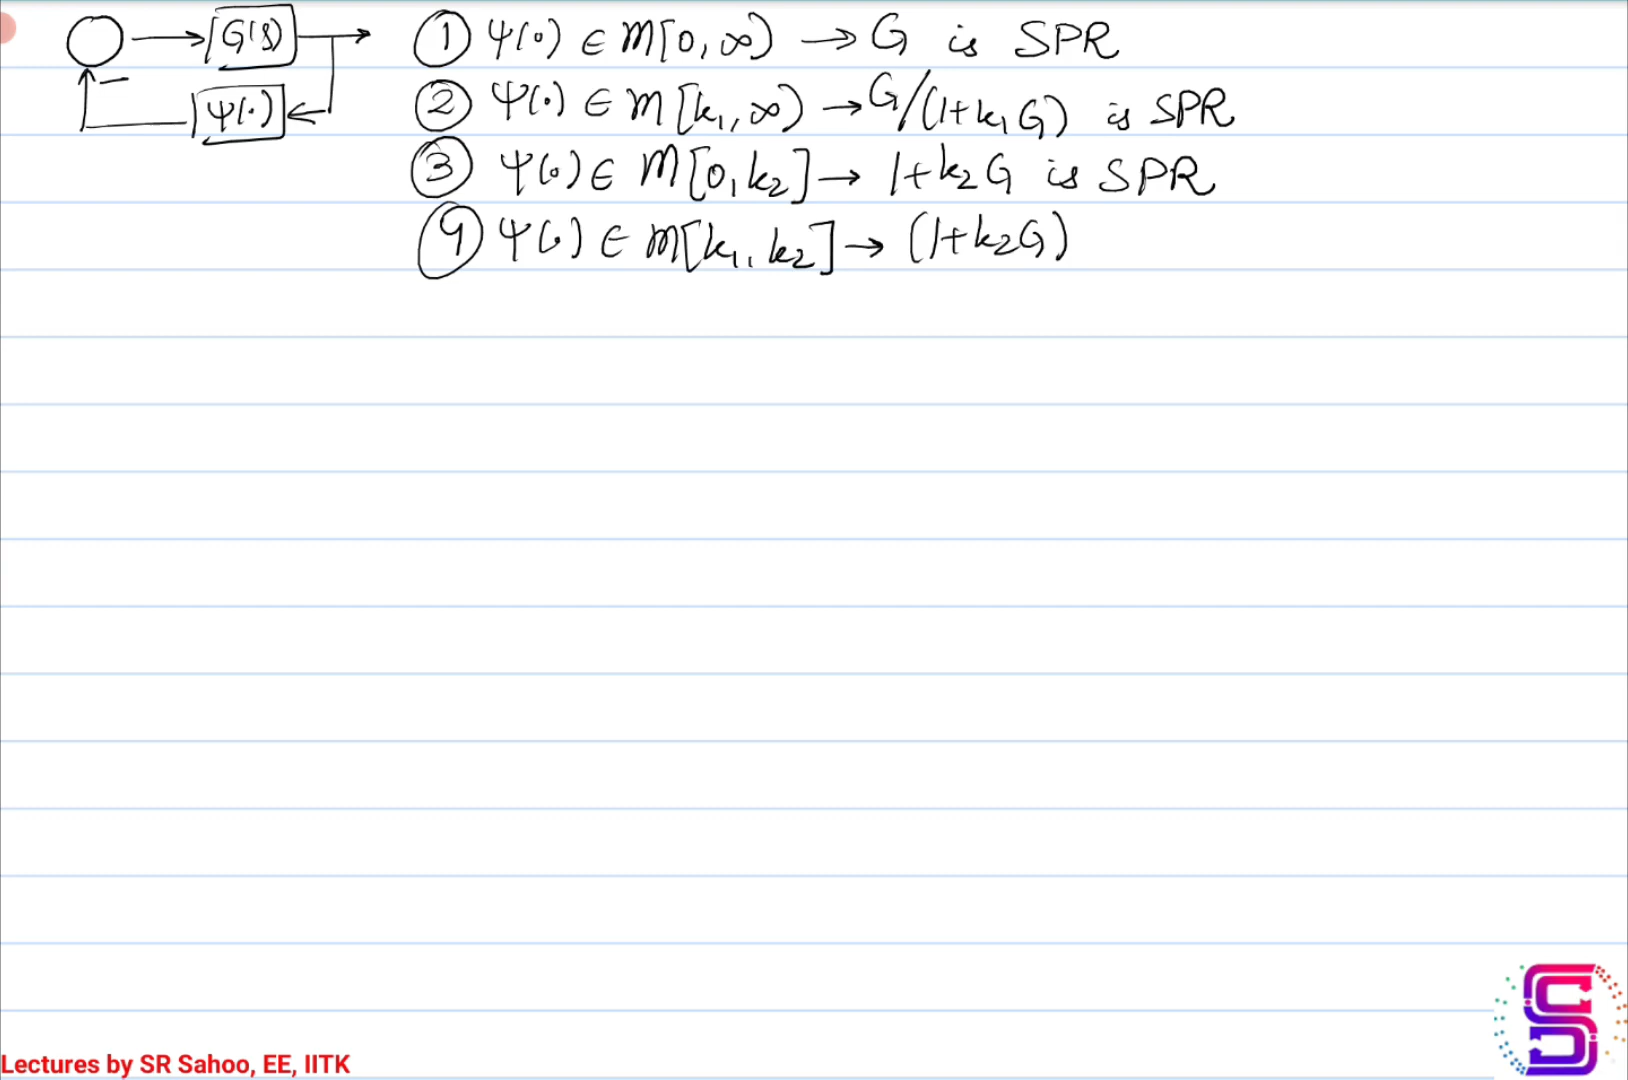 G(s) ① ψ(·) ∈ m[0, ∞) → G is SPR
ψ(·) ② ψ(·) ∈ m[k₁, ∞) → G/(1+k₁G) is SPR
③ ψ(·) ∈ m[0, k₂] → 1+k₂G is SPR
④ ψ(·) ∈ m[k₁, k₂] → (1+k₂G)
Lectures by SR Sahoo, EE, IITK